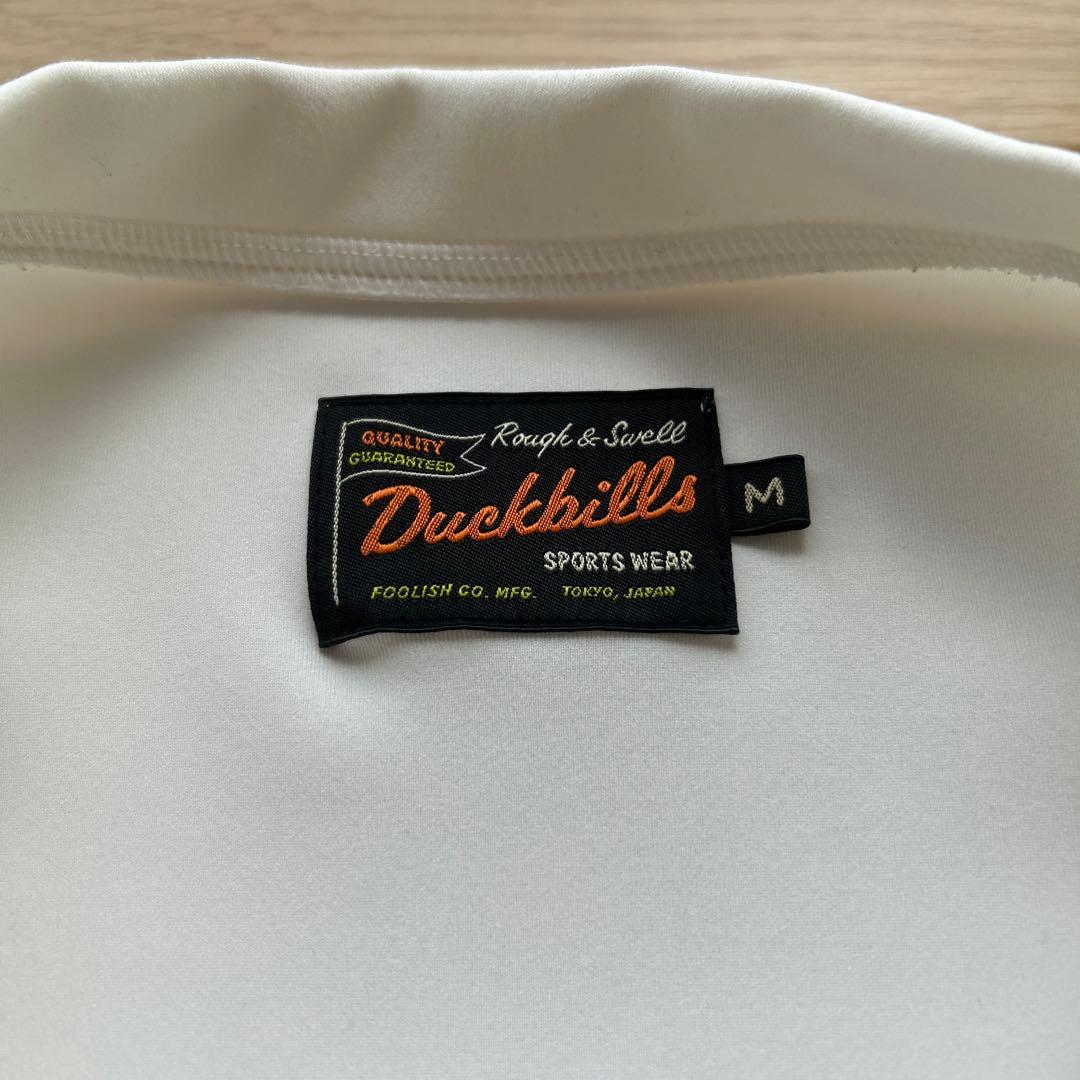 QUALITY
GUARANTEED
Rough & Swell
Duckbills
SPORTS WEAR
FOOLISH CO. MFG. TOKYO, JAPAN
M